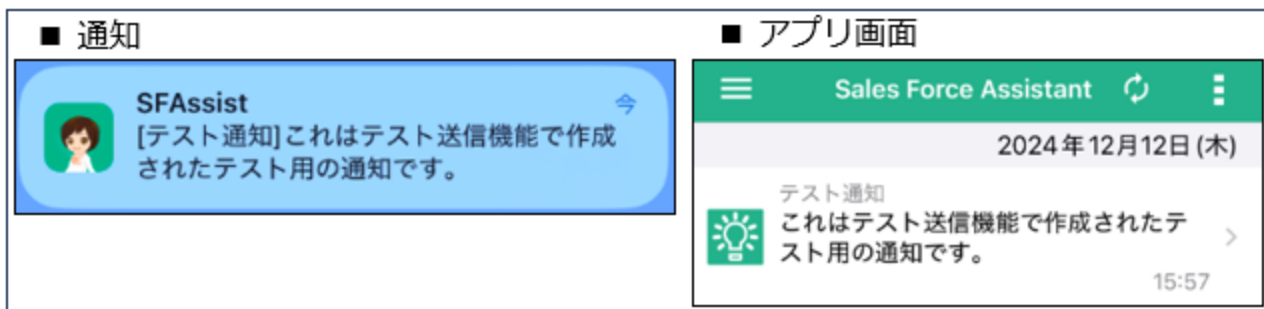 ■ 通知
SFAssist
今
[テスト通知]これはテスト送信機能で作成
されたテスト用の通知です。
■ アプリ画面
Sales Force Assistant
2024年12月12日(木)
テスト通知
これはテスト送信機能で作成されたテ
スト用の通知です。
15:57